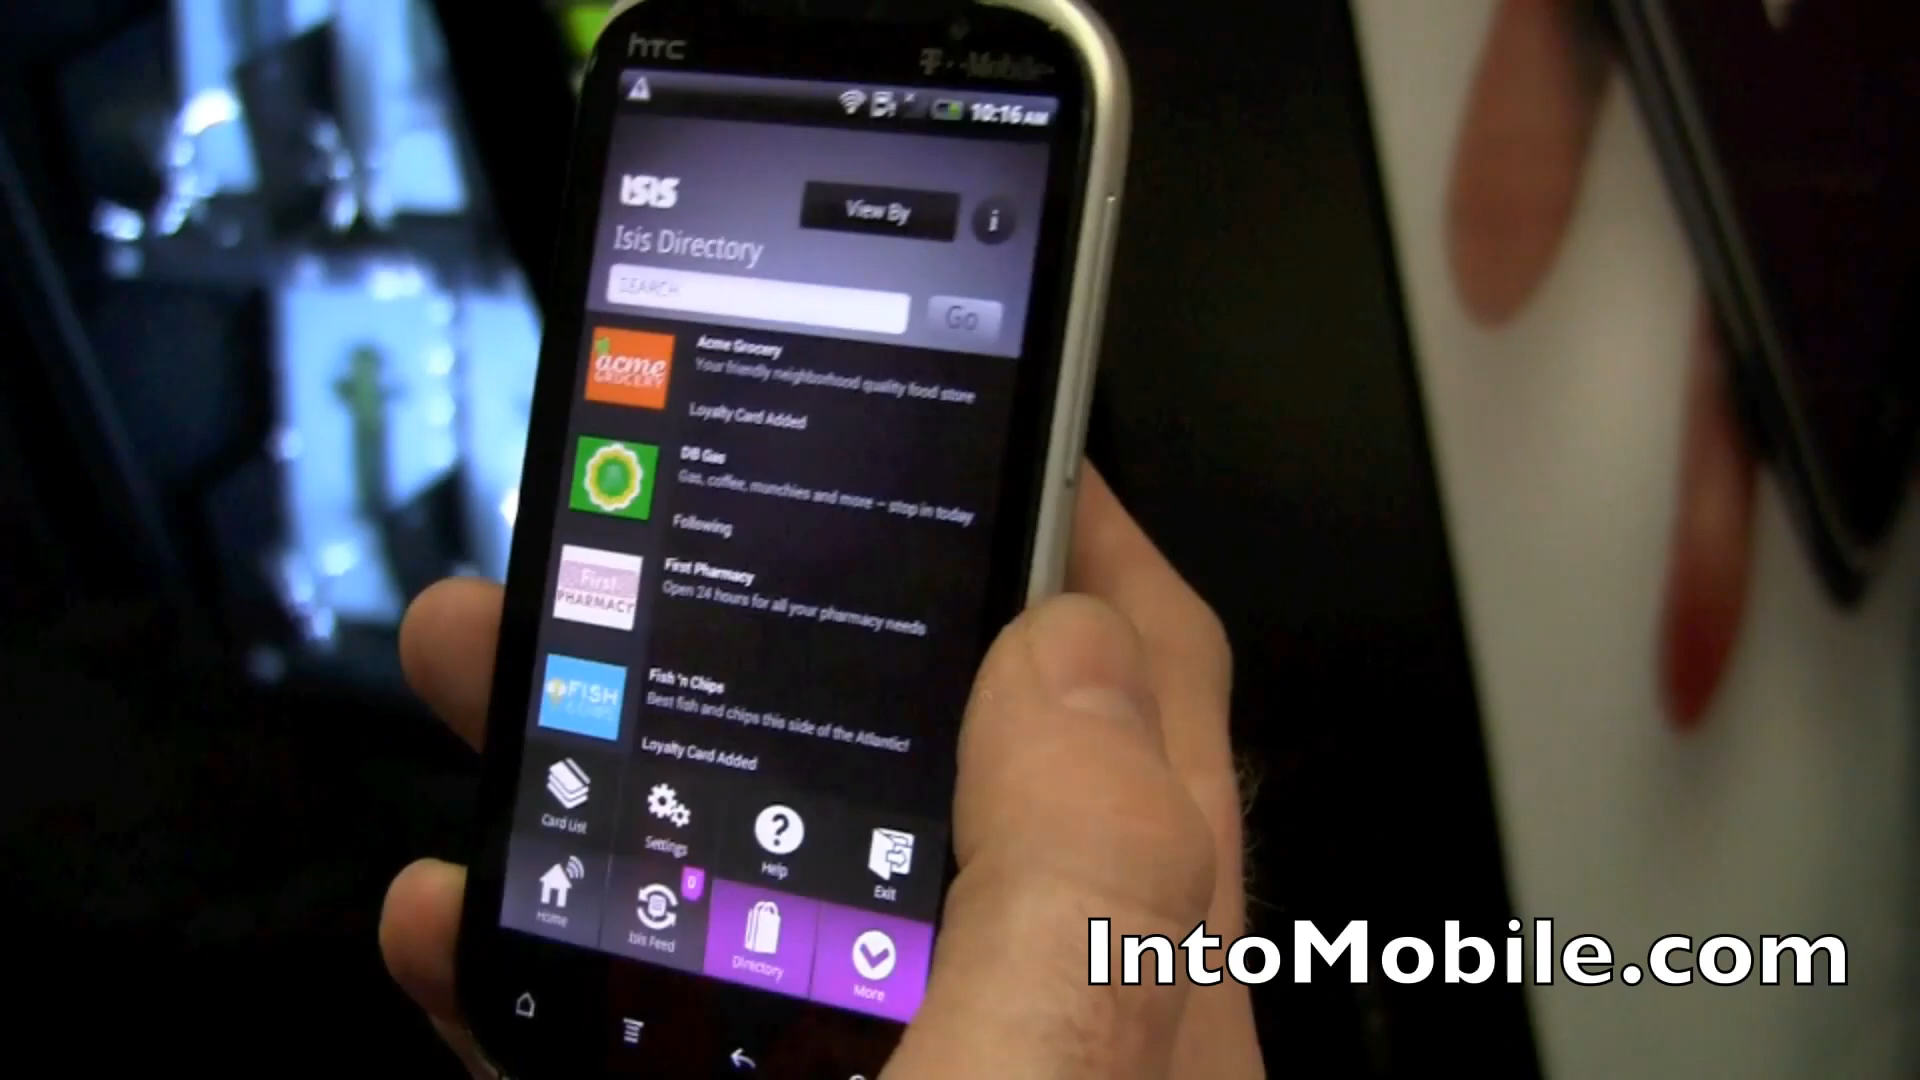 hTC
T··Mobile
10:16 AM
ISIS
View By
i
Isis Directory
SEARCH
Go
acme
GROCERY
Acme Grocery
Your friendly neighborhood quality food store
Loyalty Card Added
DB Gas
Gas, coffee, munchies and more – stop in today
Following
First
PHARMACY
First Pharmacy
Open 24 hours for all your pharmacy needs
FISH
& CHIPS
Fish 'n Chips
Best fish and chips this side of the Atlantic!
Loyalty Card Added
Card List
Settings
Help
Exit
Home
0
Isis Feed
Directory
More
IntoMobile.com